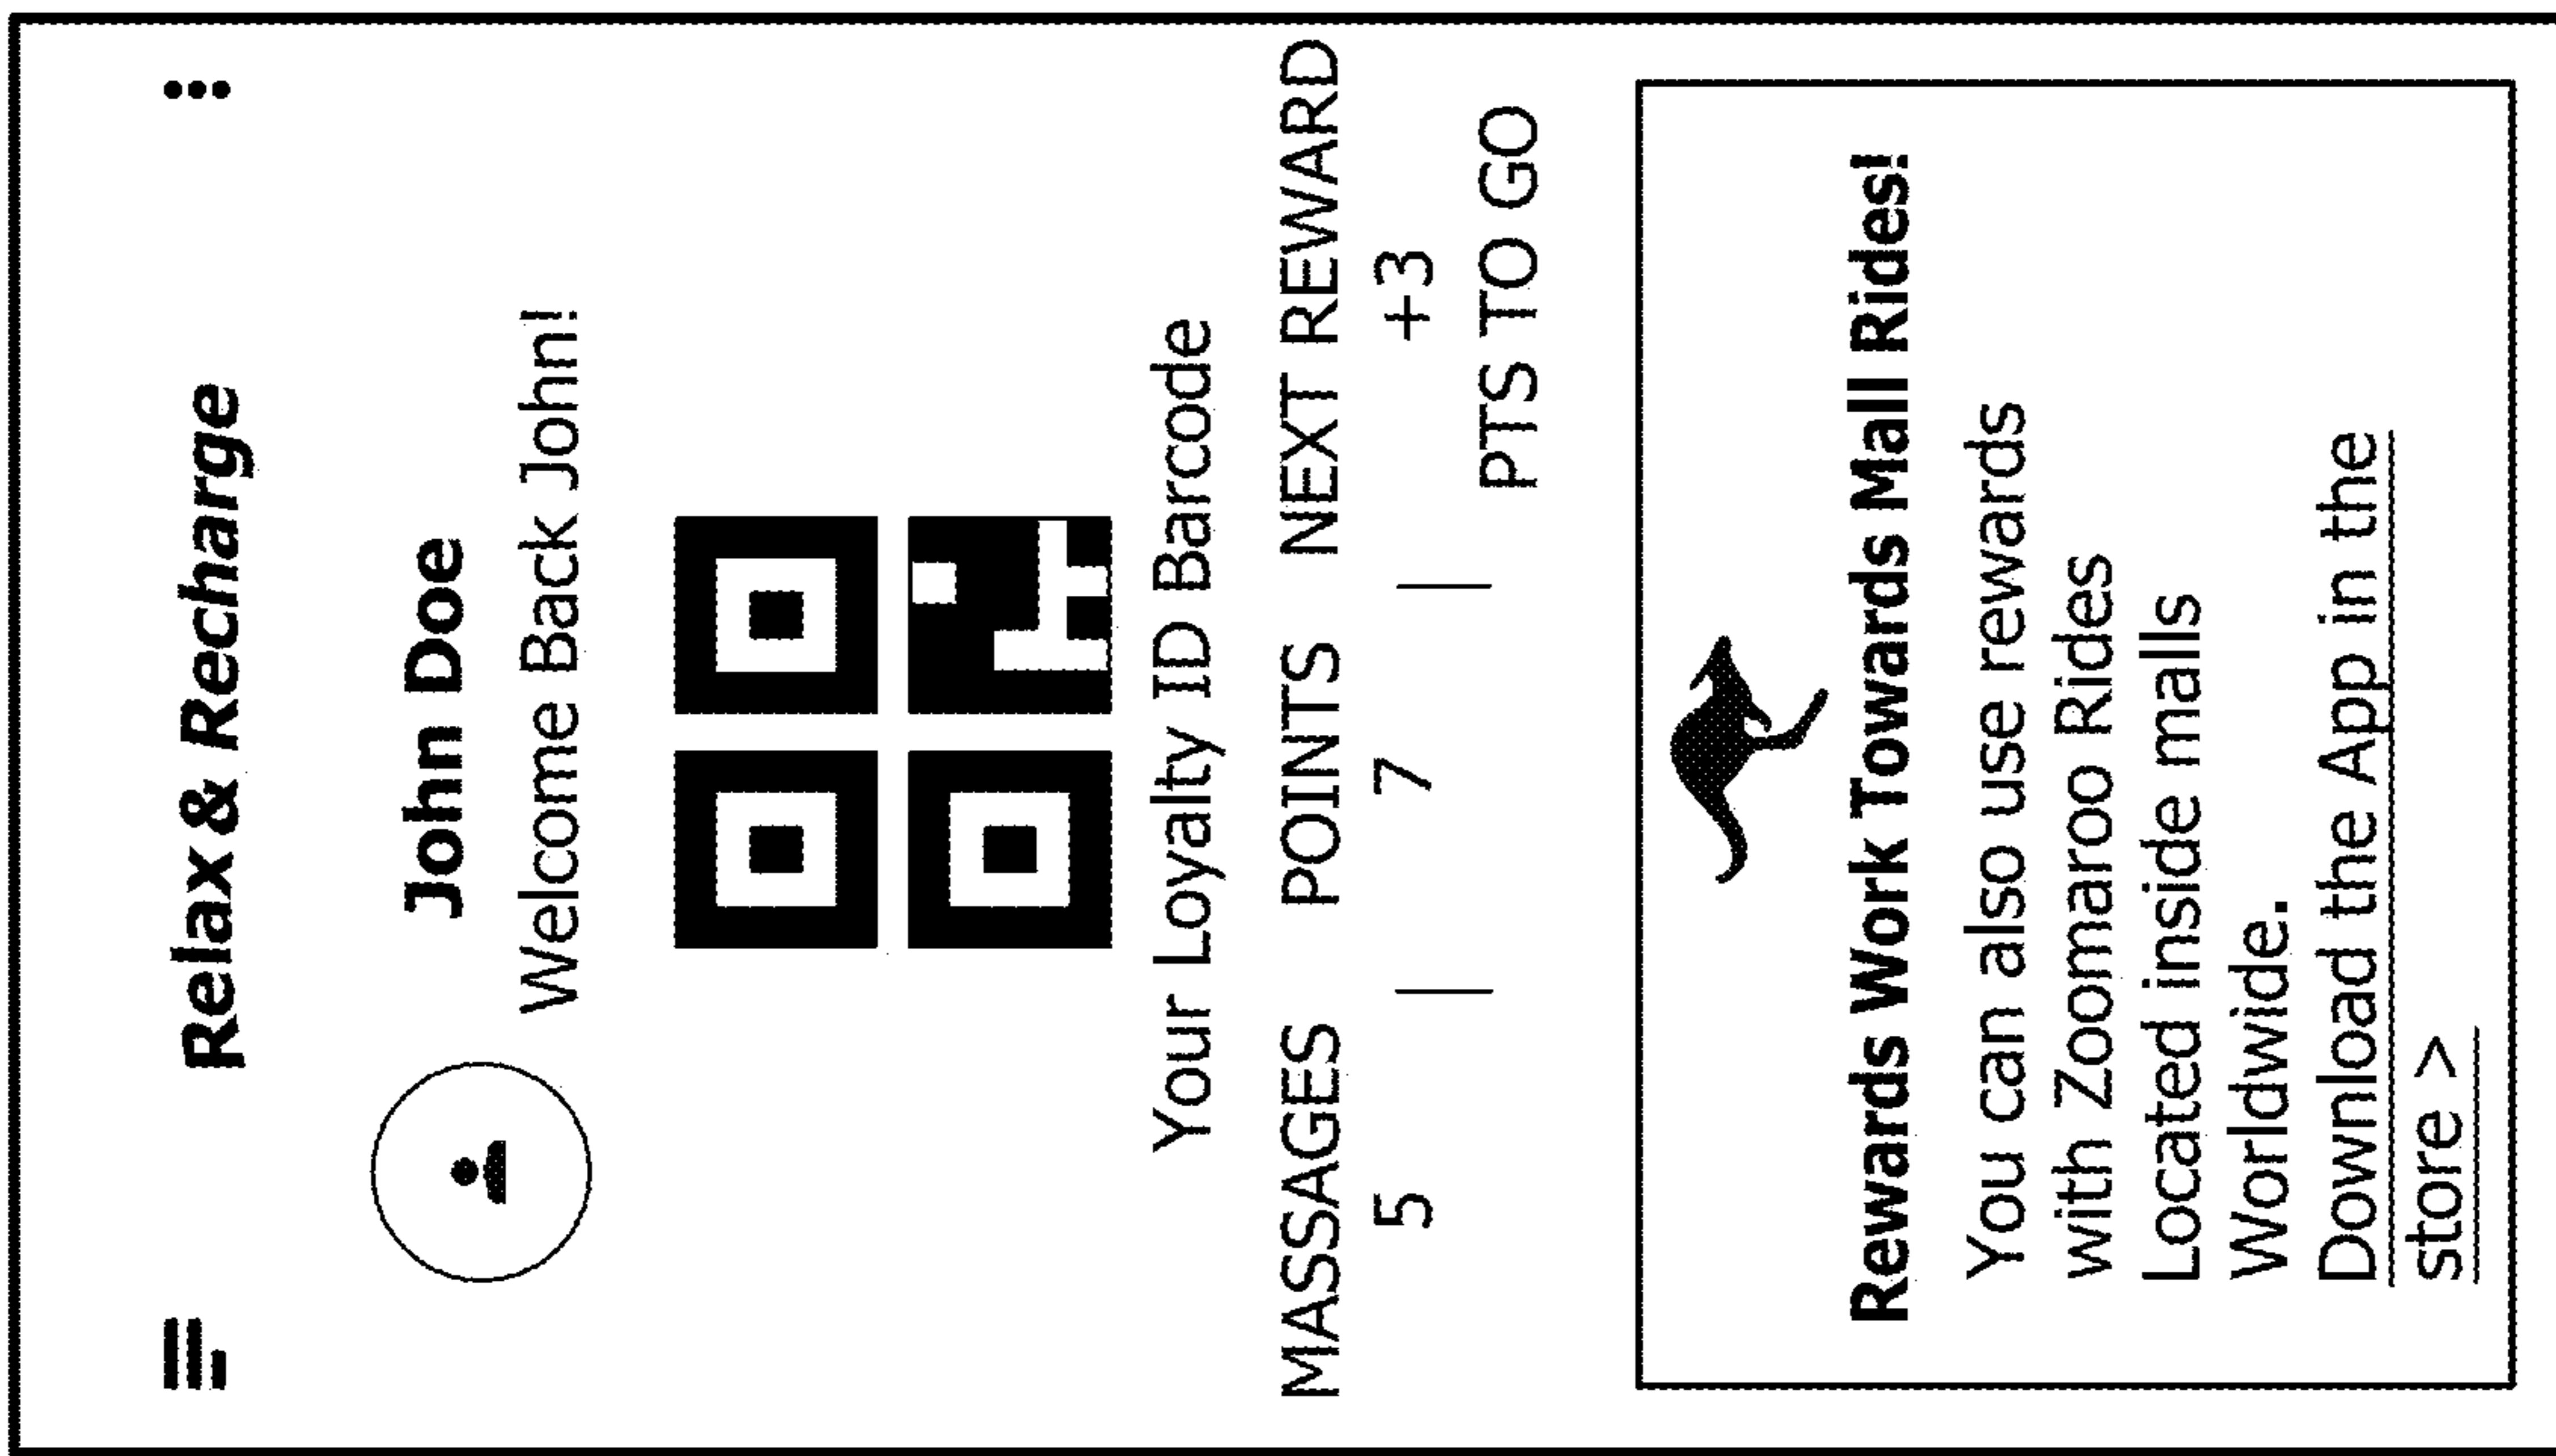 Relax & Recharge
John Doe
Welcome Back John!
Your Loyalty ID Barcode
MASSAGES POINTS NEXT REWARD
5 | 7 | +3
PTS TO GO
Rewards Work Towards Mall Rides!
You can also use rewards
with Zoomaroo Rides
Located inside malls
Worldwide.
Download the App in the
store >